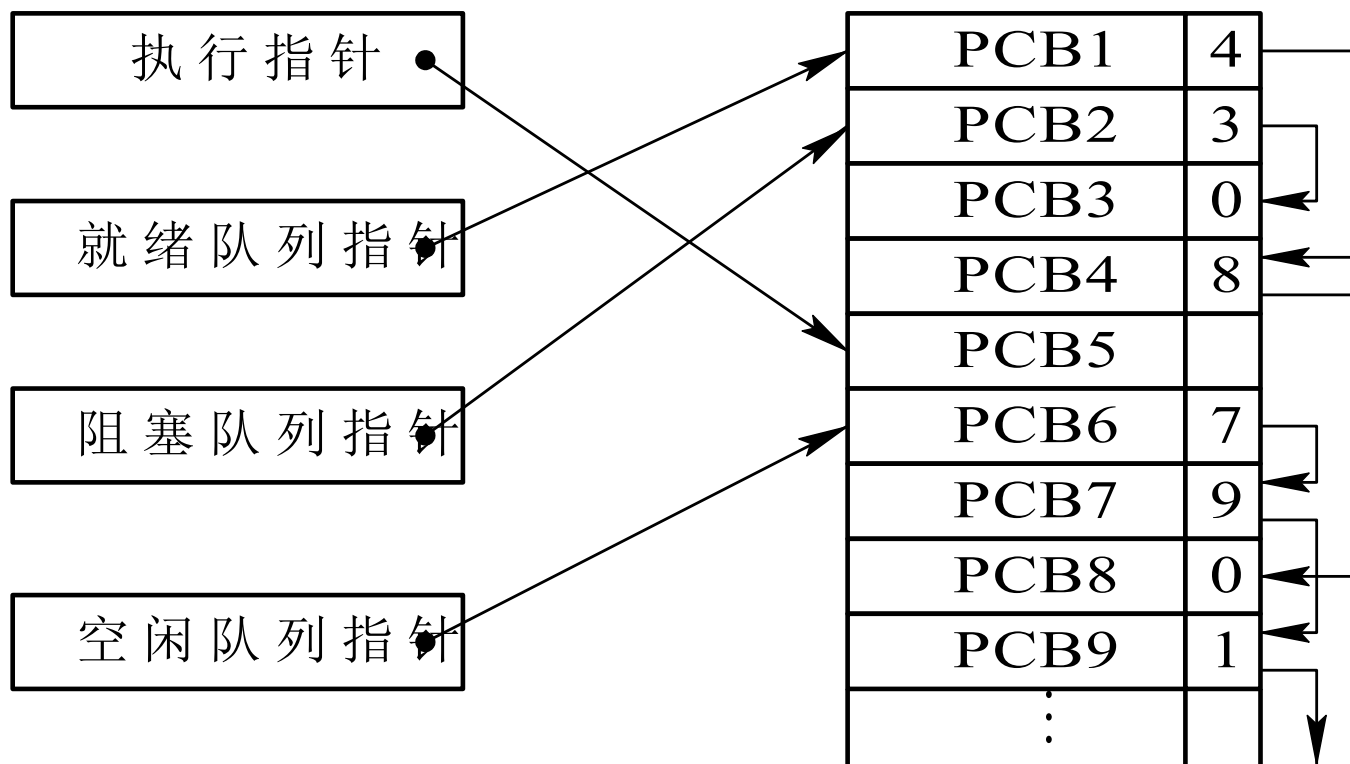 执行指针
就绪队列指针
阻塞队列指针
空闲队列指针
PCB1 4
PCB2 3
PCB3 0
PCB4 8
PCB5
PCB6 7
PCB7 9
PCB8 0
PCB9 1
⋮